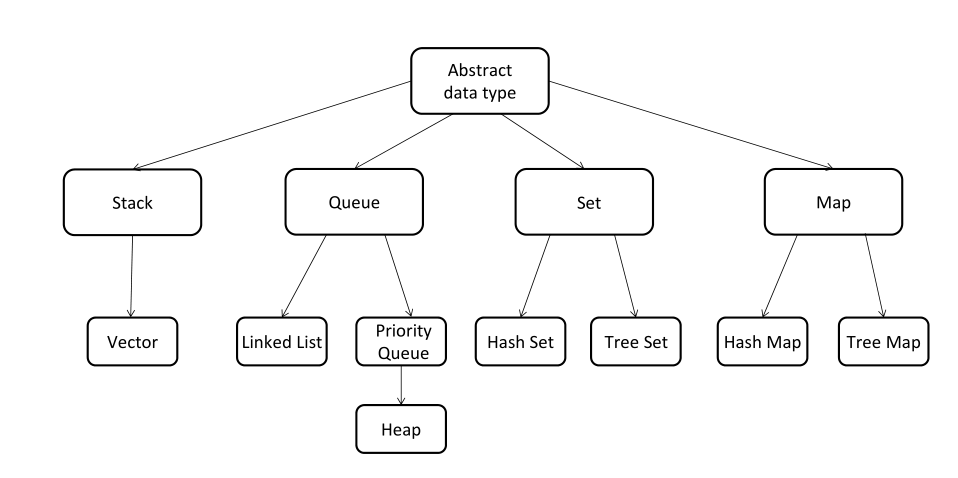 Abstract
data type
Stack
Queue
Set
Map
Vector
Linked List
Priority
Queue
Hash Set
Tree Set
Hash Map
Tree Map
Heap